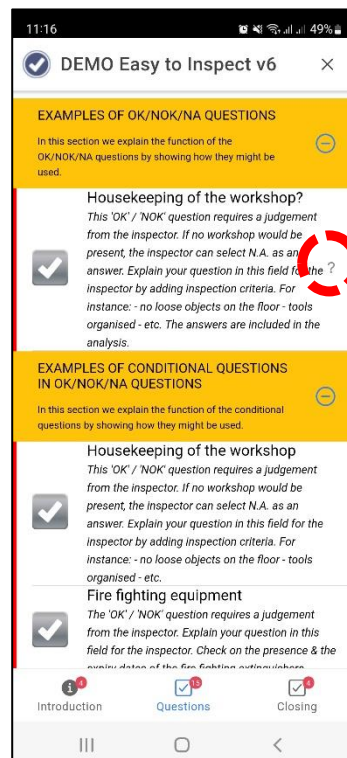 11:16
49%
DEMO Easy to Inspect v6
EXAMPLES OF OK/NOK/NA QUESTIONS
In this section we explain the function of the
OK/NOK/NA questions by showing how they might be
used.
Housekeeping of the workshop?
This 'OK' / 'NOK' question requires a judgement
from the inspector. If no workshop would be
present, the inspector can select N.A. as an
answer. Explain your question in this field for the
?
inspector by adding inspection criteria. For
instance: - no loose objects on the floor - tools
organised - etc. The answers are included in the
analysis.
EXAMPLES OF CONDITIONAL QUESTIONS
IN OK/NOK/NA QUESTIONS
In this section we explain the function of the conditional
questions by showing how they might be used.
Housekeeping of the workshop
This 'OK' / 'NOK' question requires a judgement
from the inspector. If no workshop would be
present, the inspector can select N.A. as an
answer. Explain your question in this field for the
inspector by adding inspection criteria. For
instance: - no loose objects on the floor - tools
organised - etc.
Fire fighting equipment
The 'OK' / 'NOK' question requires a judgement
from the inspector. Explain your question in this
field for the inspector. Check on the presence & the
expiry dates of the fire fighting extinguishers
4 15 4
Introduction Questions Closing